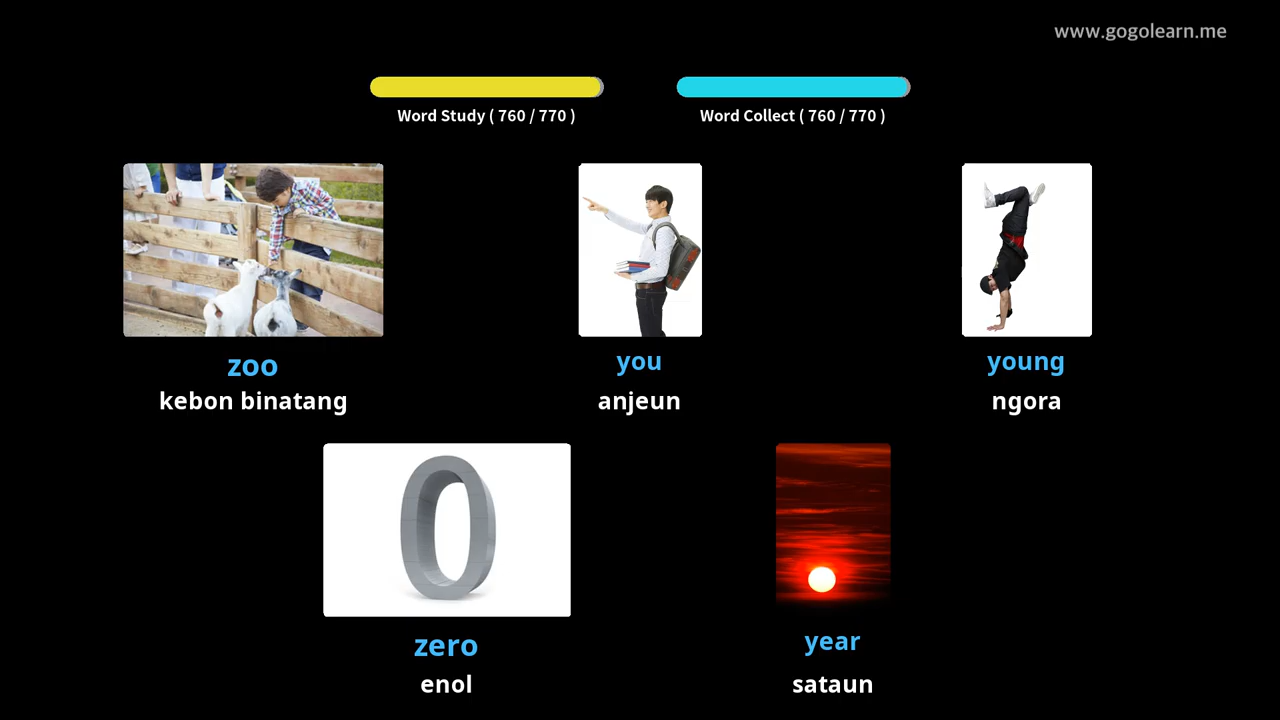 www.gogolearn.me
Word Study ( 760 / 770 )
Word Collect ( 760 / 770 )
zoo
kebon binatang
you
anjeun
young
ngora
0
zero
enol
year
sataun